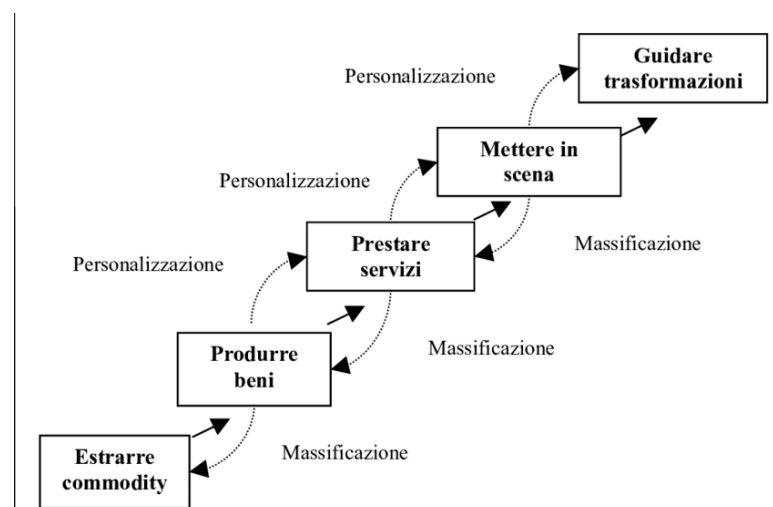 Guidare
trasformazioni
Personalizzazione
Mettere in
scena
Personalizzazione
Prestare
servizi
Massificazione
Personalizzazione
Produrre
beni
Massificazione
Estrarre
commodity
Massificazione